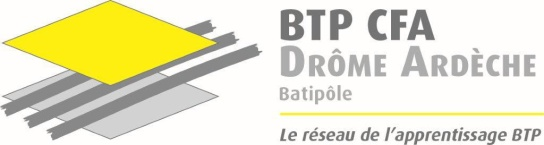 BTP CFA
DRÔME ARDÈCHE
Batipôle
Le réseau de l'apprentissage BTP